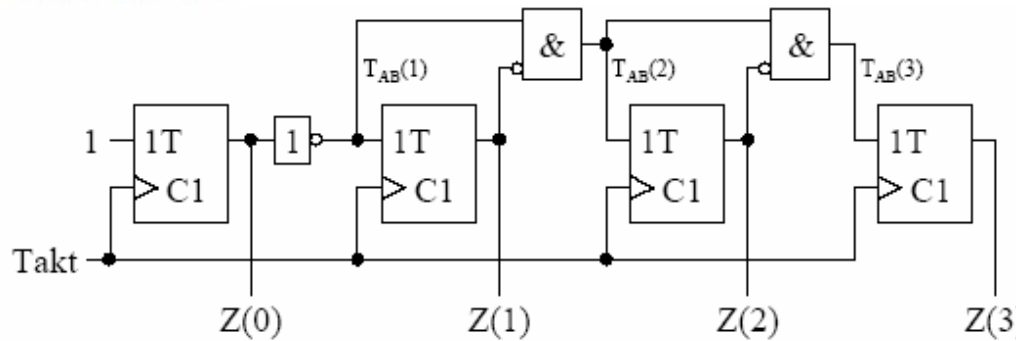 & &
T_AB(1) T_AB(2) T_AB(3)
1 1T 1 1T 1T 1T
C1 C1 C1 C1
Takt
Z(0) Z(1) Z(2) Z(3